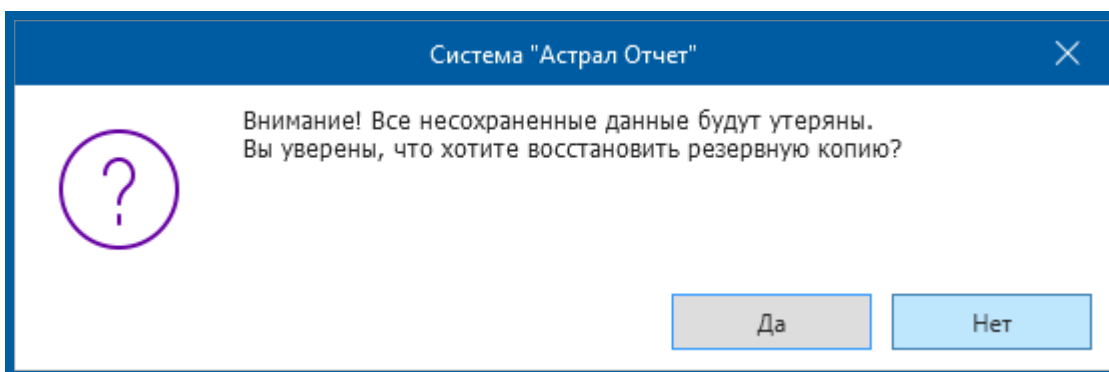 Система "Астрал Отчет"
Внимание! Все несохраненные данные будут утеряны.
Вы уверены, что хотите восстановить резервную копию?
Да
Нет